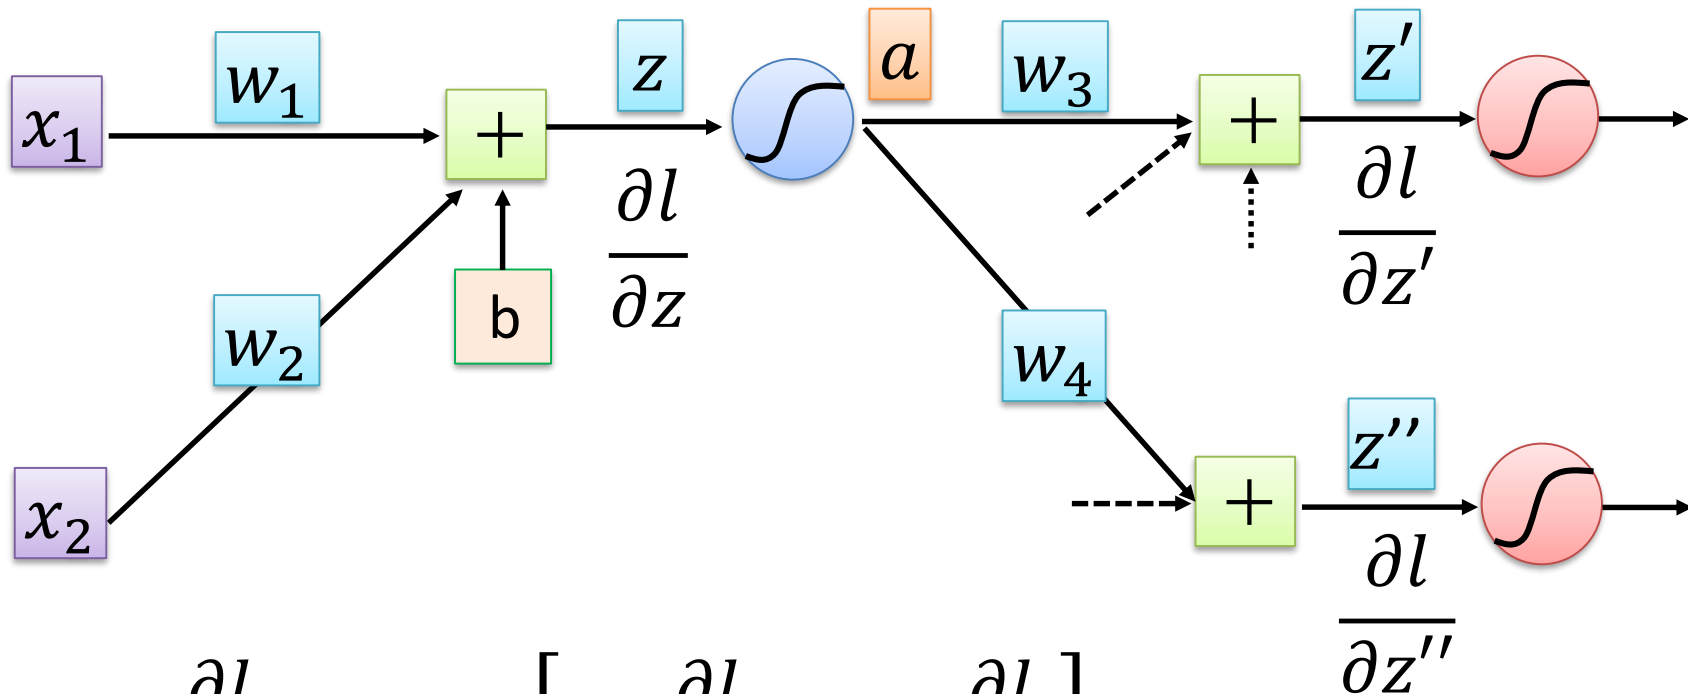 x₁ w₁ + z a w₃ + z′
∂l/∂z ∂l/∂z′
w₂ b w₄
x₂ + z′′
∂l/∂z′′
∂l [ ∂l ∂l ]